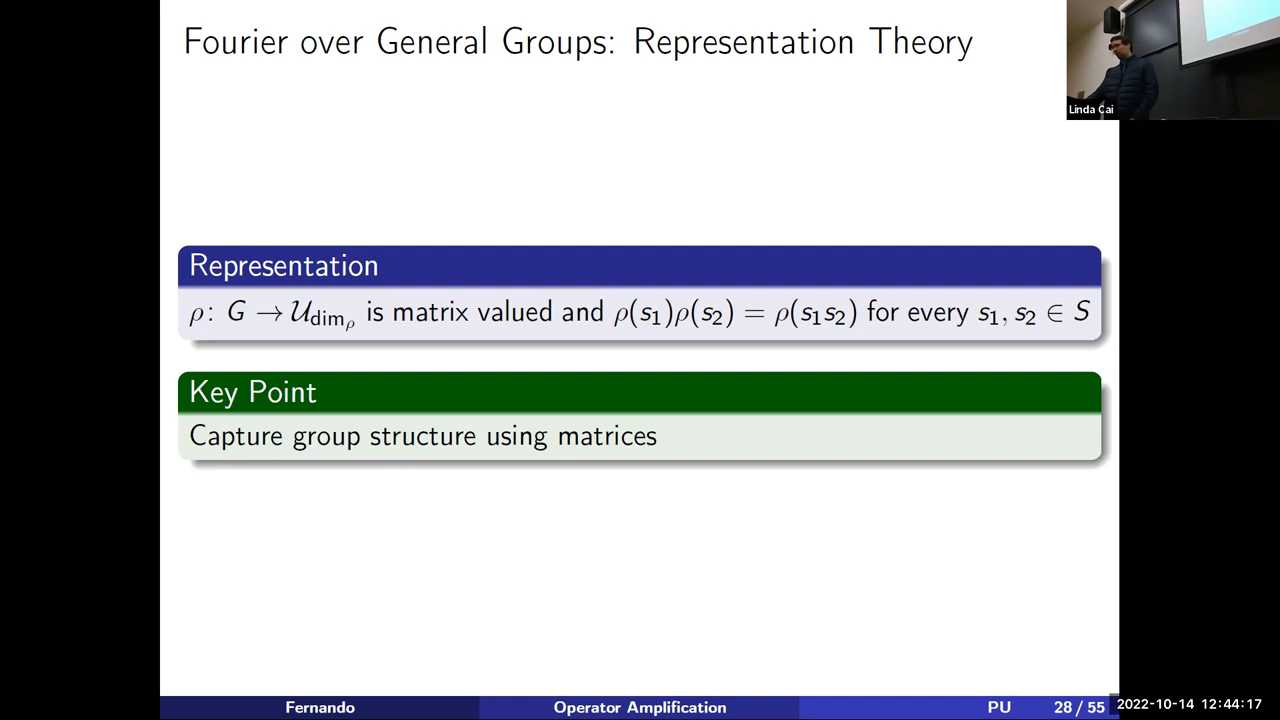 Fourier over General Groups: Representation Theory
Linda Cai
Representation
ρ: G → 𝒰_{dim_ρ} is matrix valued and ρ(s₁)ρ(s₂) = ρ(s₁s₂) for every s₁, s₂ ∈ S
Key Point
Capture group structure using matrices
Fernando Operator Amplification PU 28 / 55 2022-10-14 12:44:17